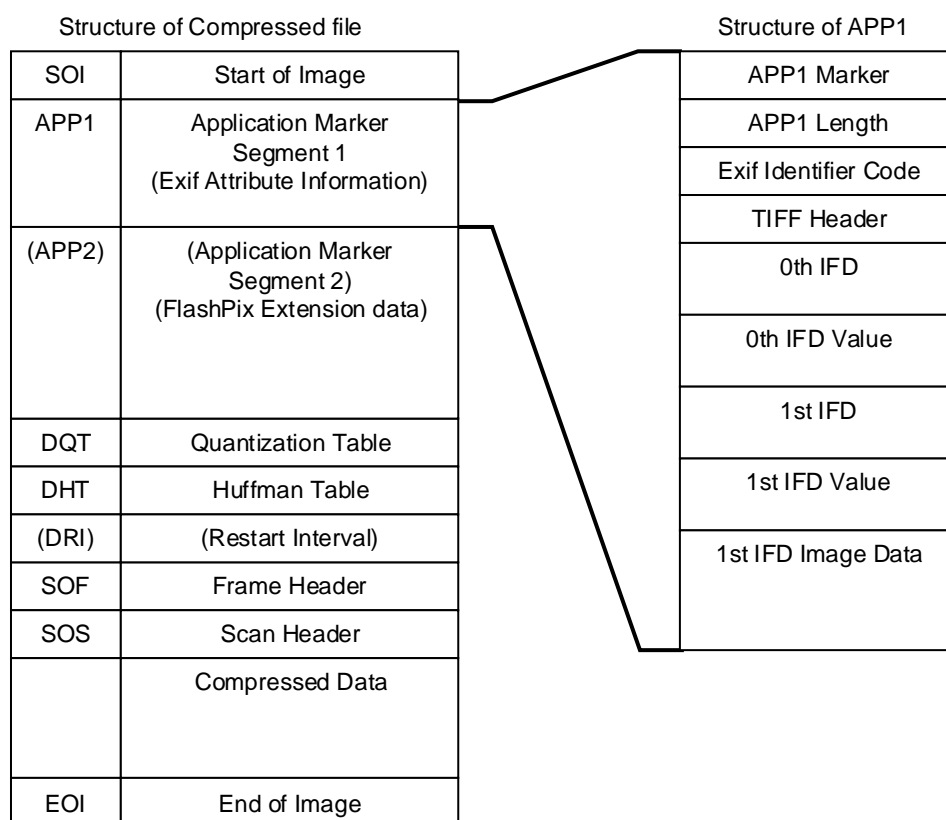 Structure of Compressed file
SOI Start of Image
APP1 Application Marker
Segment 1
(Exif Attribute Information)
(APP2) (Application Marker
Segment 2)
(FlashPix Extension data)
DQT Quantization Table
DHT Huffman Table
(DRI) (Restart Interval)
SOF Frame Header
SOS Scan Header
Compressed Data
EOI End of Image
Structure of APP1
APP1 Marker
APP1 Length
Exif Identifier Code
TIFF Header
0th IFD
0th IFD Value
1st IFD
1st IFD Value
1st IFD Image Data